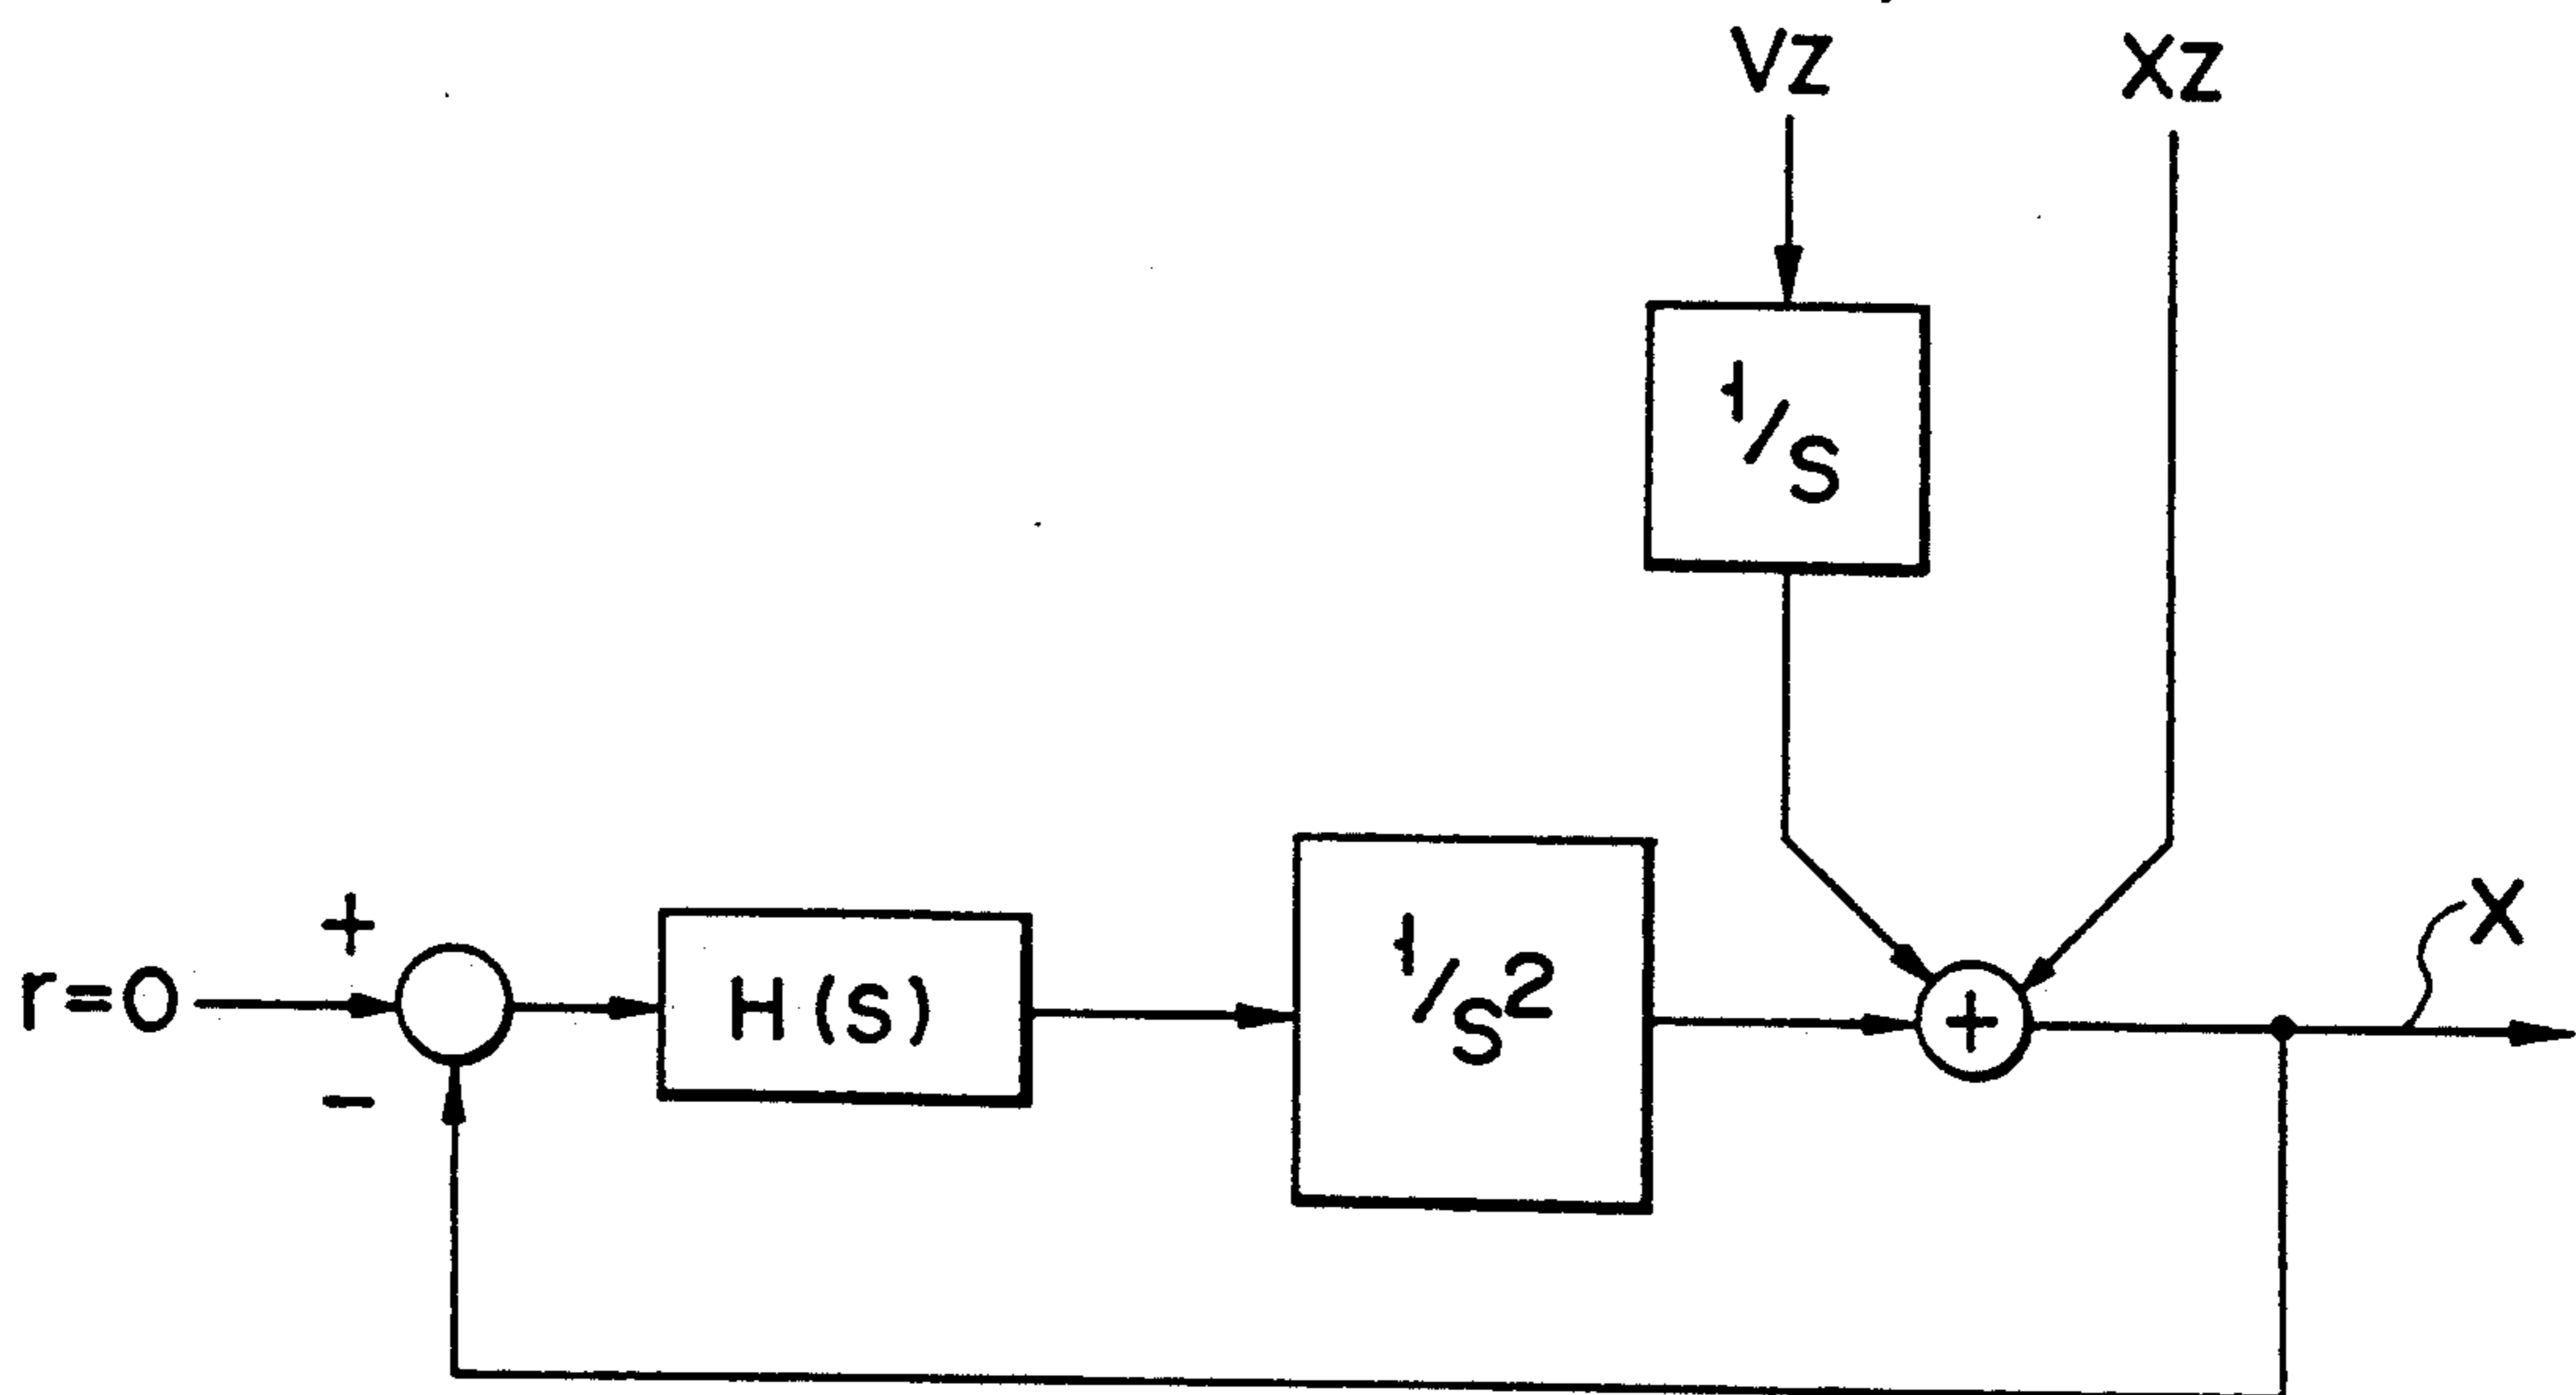 VZ XZ
1/S
X
+
r=0 H(S) 1/S2 +
−